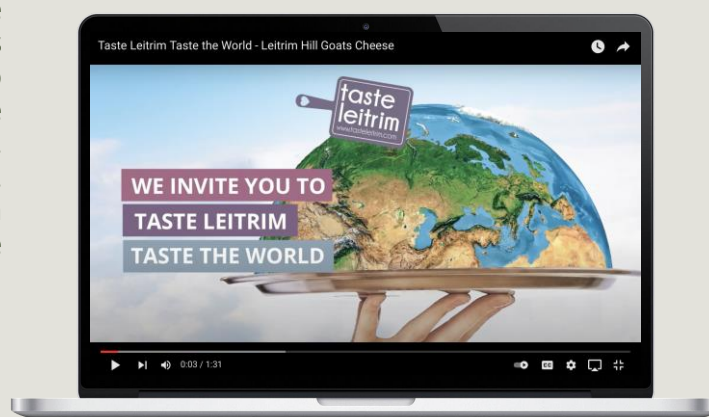 Taste Leitrim Taste the World - Leitrim Hill Goats Cheese
taste
leitrim
www.tasteleitrim.com
WE INVITE YOU TO
TASTE LEITRIM
TASTE THE WORLD
0:03 / 1:31
CC